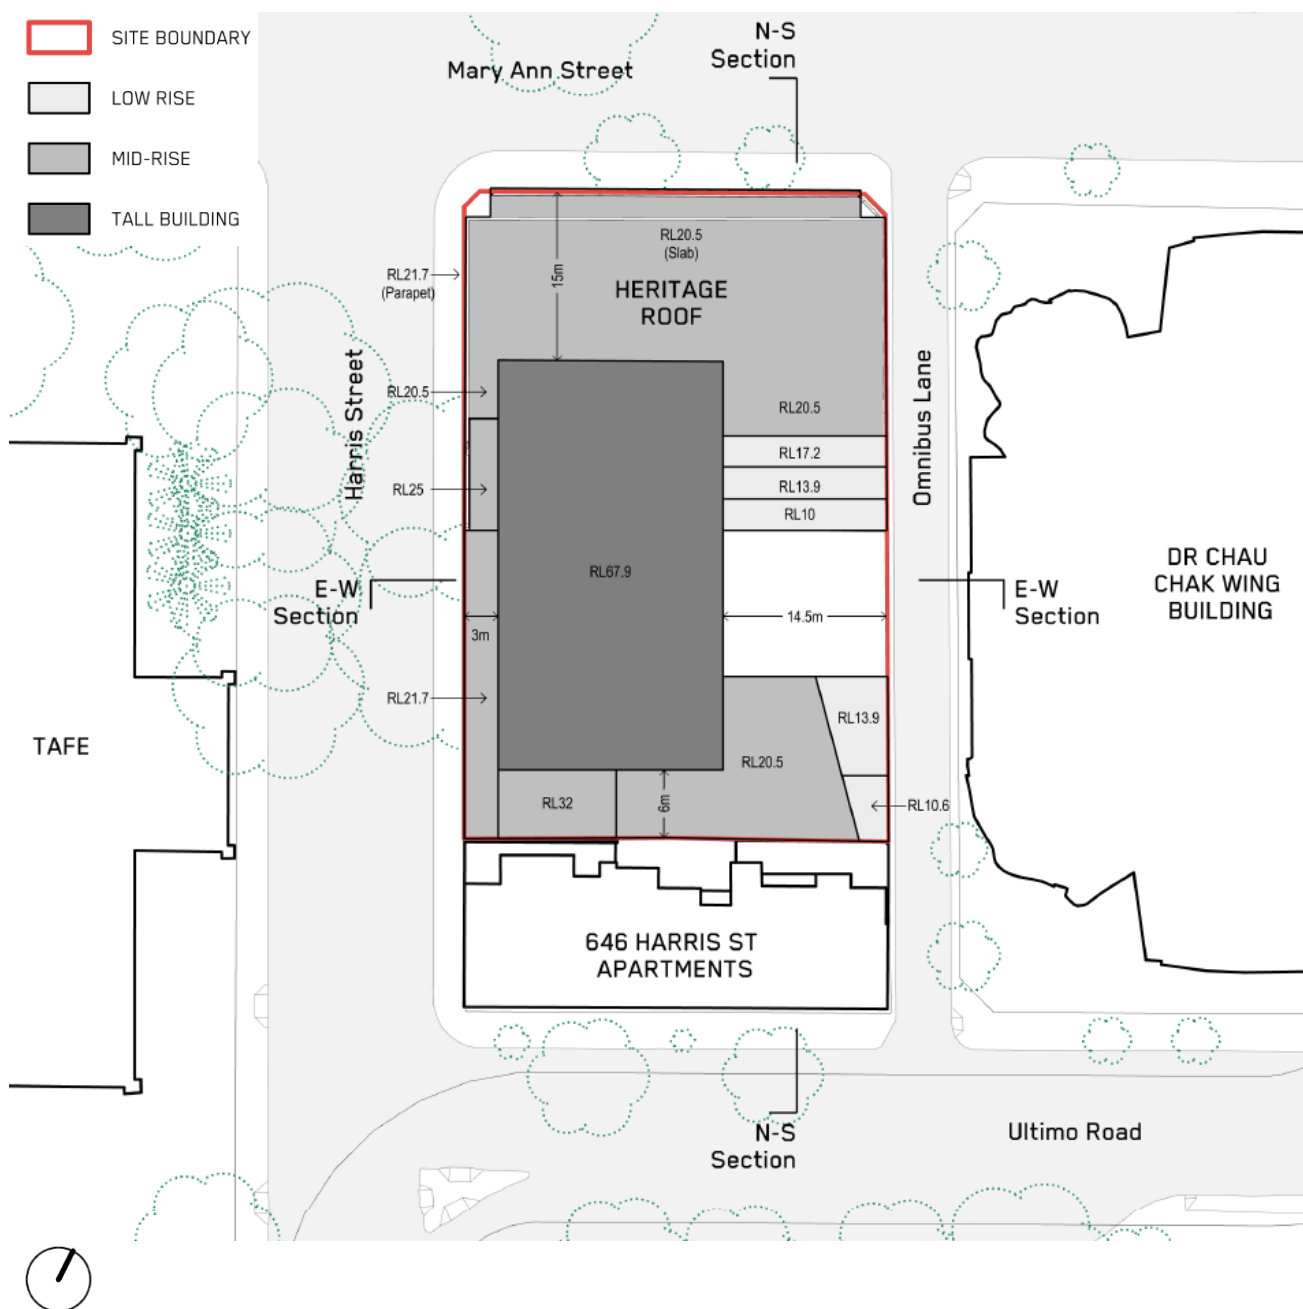 SITE BOUNDARY
LOW RISE
MID-RISE
TALL BUILDING
N-S
Section
Mary Ann Street
RL20.5
(Slab)
RL21.7
(Parapet)
15m
HERITAGE
ROOF
Harris Street
Omnibus Lane
RL20.5
RL20.5
RL17.2
RL25
RL13.9
RL10
RL67.9
E-W
Section
E-W
Section
DR CHAU
CHAK WING
BUILDING
3m
14.5m
RL21.7
RL13.9
TAFE
RL20.5
RL32
6m
RL10.6
646 HARRIS ST
APARTMENTS
N-S
Section
Ultimo Road